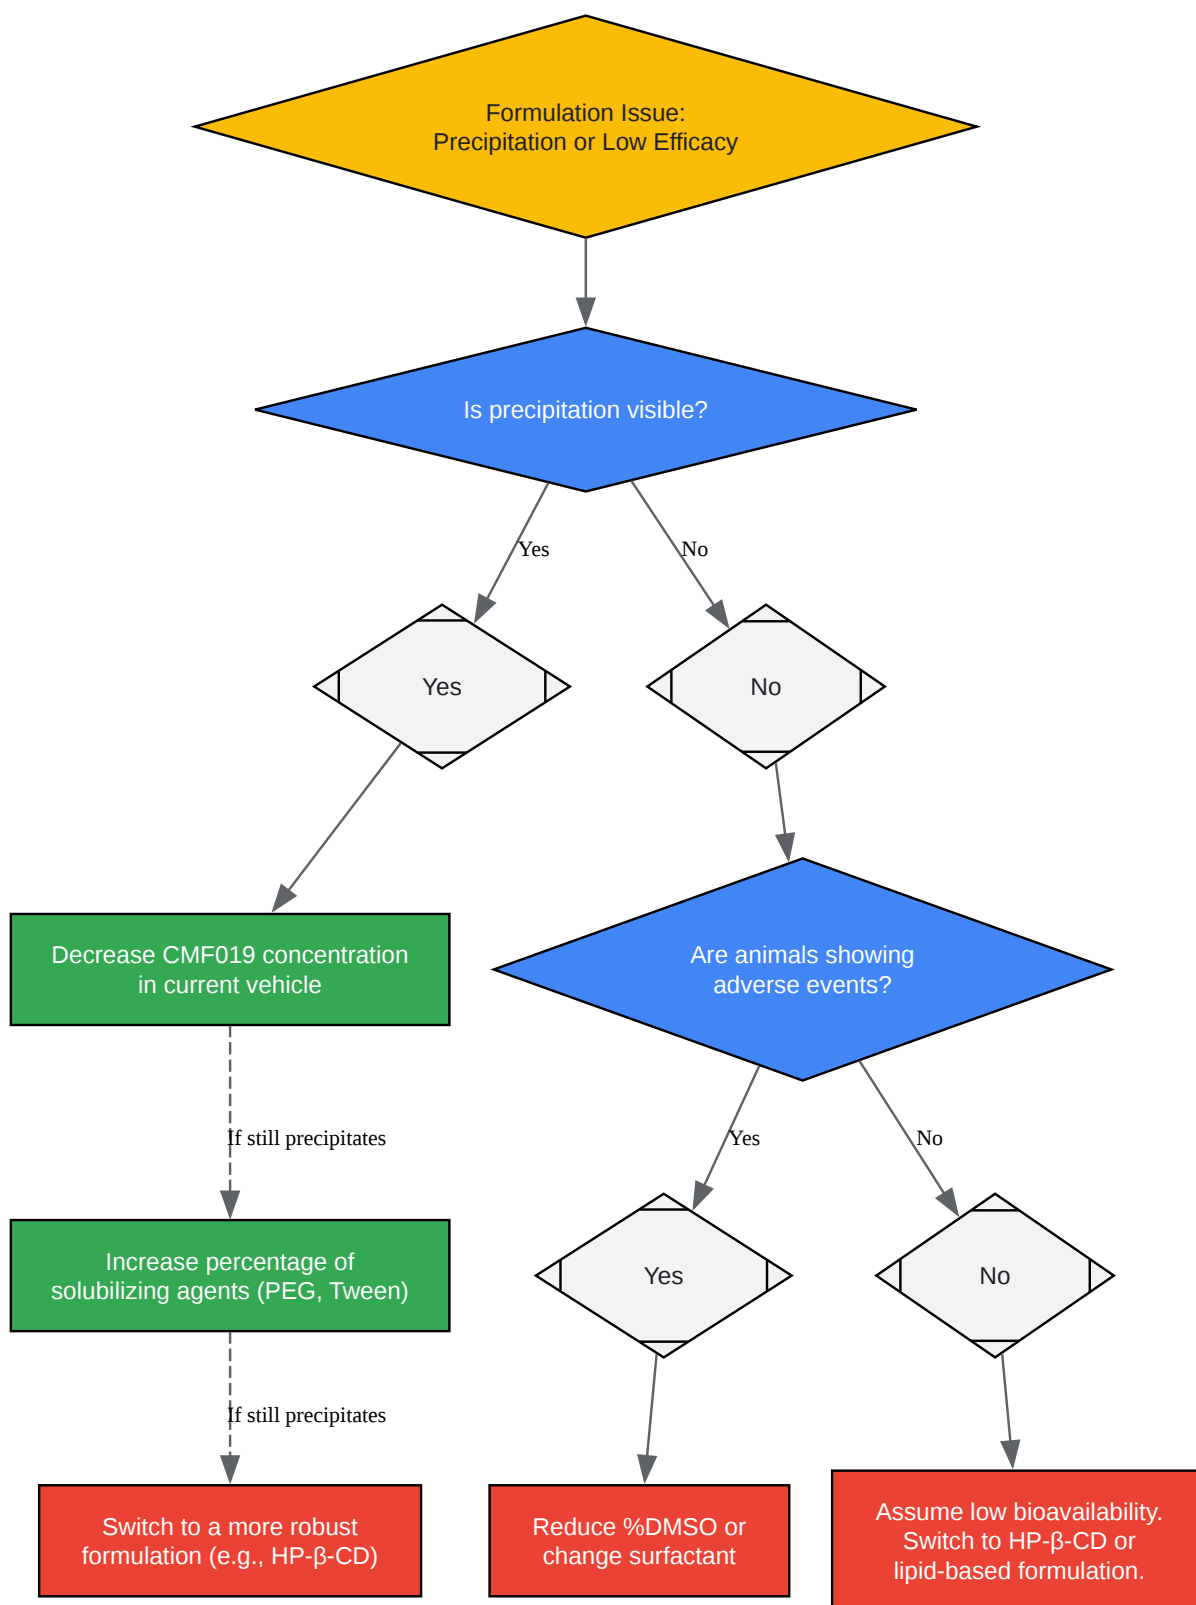 Formulation Issue:
Precipitation or Low Efficacy
Is precipitation visible?
Yes
No
Yes
No
Decrease CMF019 concentration
in current vehicle
Are animals showing
adverse events?
If still precipitates
Yes
No
Increase percentage of
solubilizing agents (PEG, Tween)
Yes
No
If still precipitates
Switch to a more robust
formulation (e.g., HP-β-CD)
Reduce %DMSO or
change surfactant
Assume low bioavailability.
Switch to HP-β-CD or
lipid-based formulation.